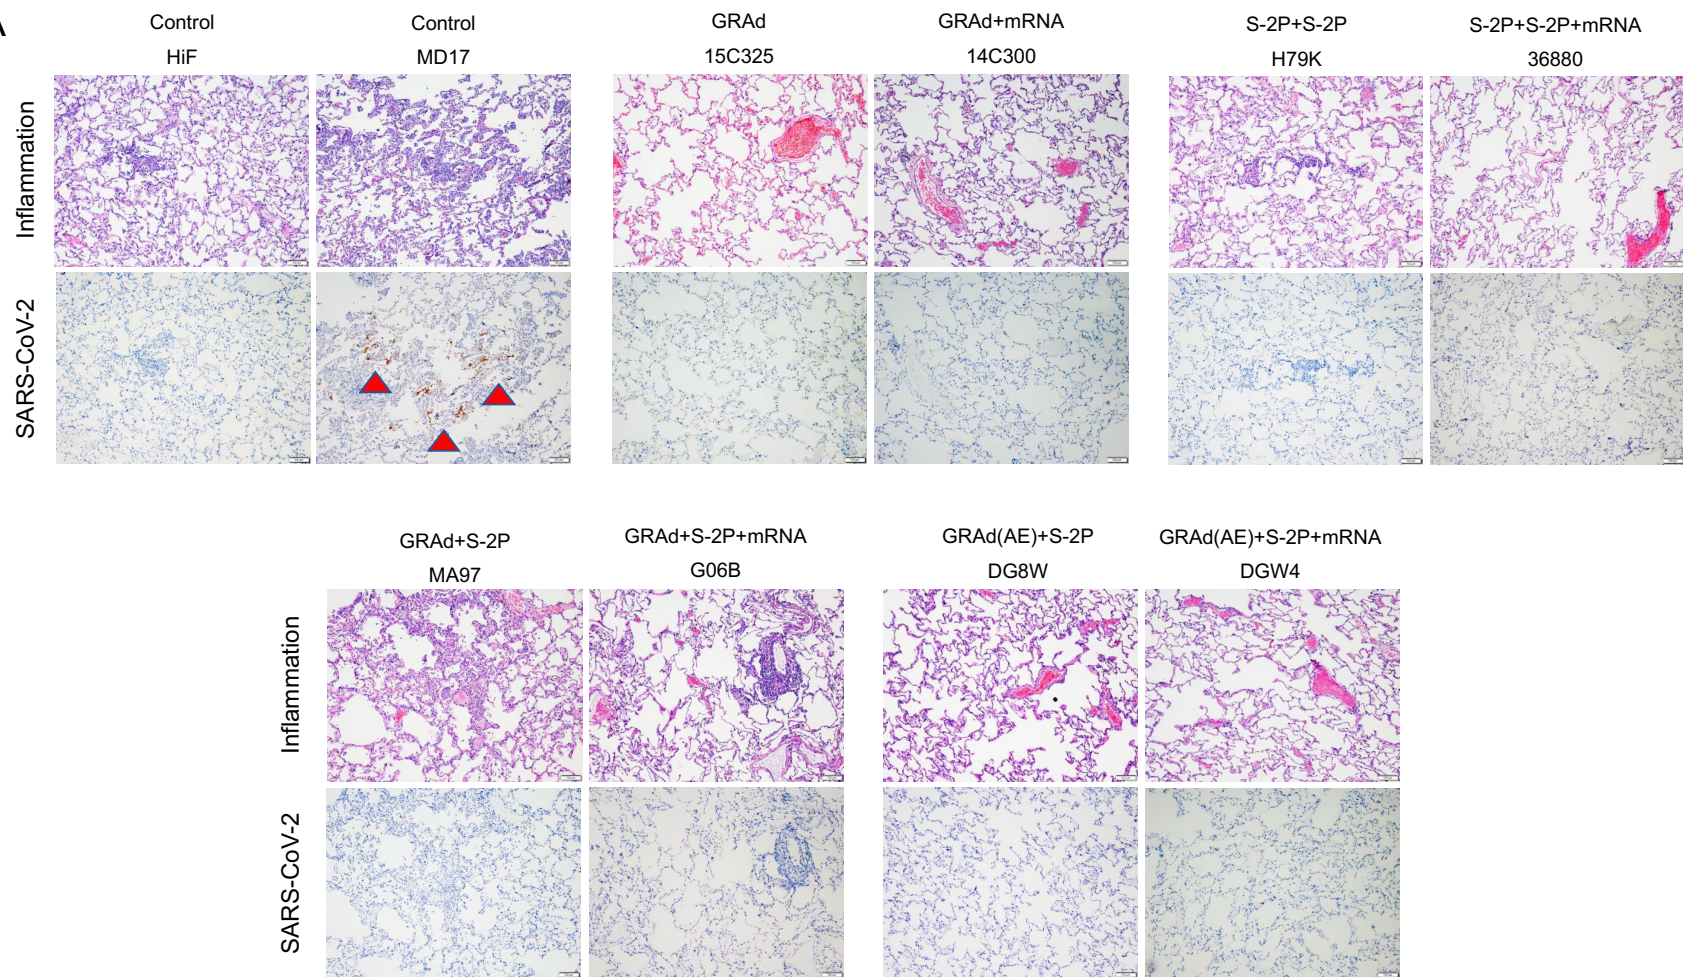 A
Control
Control
GRAd
GRAd+mRNA
S-2P+S-2P
S-2P+S-2P+mRNA
HiF
MD17
15C325
14C300
H79K
36880
Inflammation
SARS-CoV-2
GRAd+S-2P
GRAd+S-2P+mRNA
GRAd(AE)+S-2P
GRAd(AE)+S-2P+mRNA
MA97
G06B
DG8W
DGW4
Inflammation
SARS-CoV-2